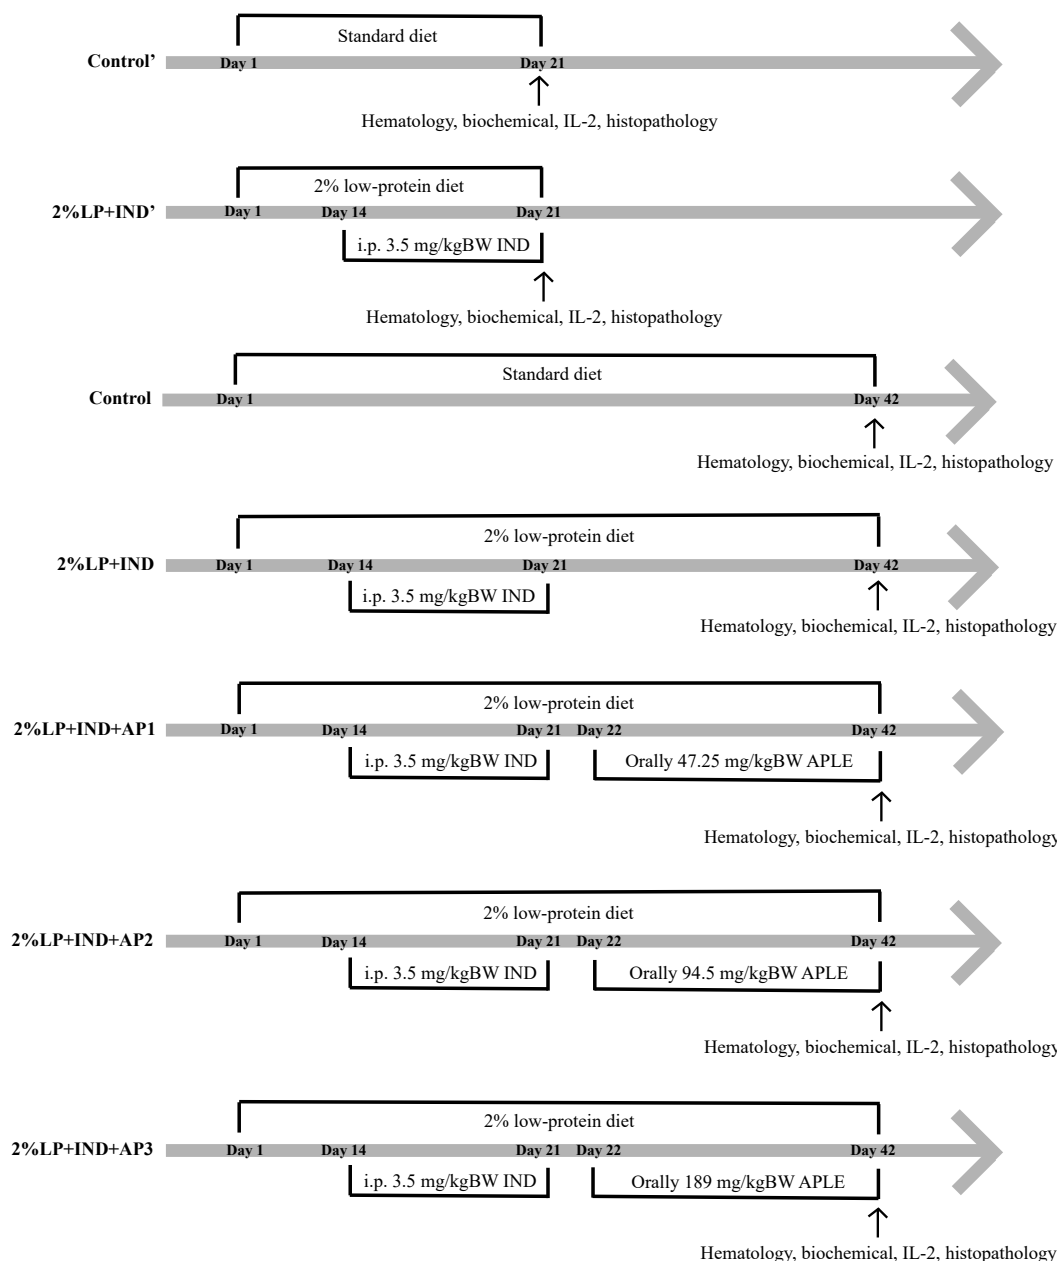 Standard diet
Control’ Day 1 Day 21
Hematology, biochemical, IL-2, histopathology
2% low-protein diet
2%LP+IND’ Day 1 Day 14 Day 21
i.p. 3.5 mg/kgBW IND
Hematology, biochemical, IL-2, histopathology
Standard diet
Control Day 1 Day 42
Hematology, biochemical, IL-2, histopathology
2% low-protein diet
2%LP+IND Day 1 Day 14 Day 21 Day 42
i.p. 3.5 mg/kgBW IND
Hematology, biochemical, IL-2, histopathology
2% low-protein diet
2%LP+IND+AP1 Day 1 Day 14 Day 21 Day 22 Day 42
i.p. 3.5 mg/kgBW IND Orally 47.25 mg/kgBW APLE
Hematology, biochemical, IL-2, histopathology
2% low-protein diet
2%LP+IND+AP2 Day 1 Day 14 Day 21 Day 22 Day 42
i.p. 3.5 mg/kgBW IND Orally 94.5 mg/kgBW APLE
Hematology, biochemical, IL-2, histopathology
2% low-protein diet
2%LP+IND+AP3 Day 1 Day 14 Day 21 Day 22 Day 42
i.p. 3.5 mg/kgBW IND Orally 189 mg/kgBW APLE
Hematology, biochemical, IL-2, histopathology